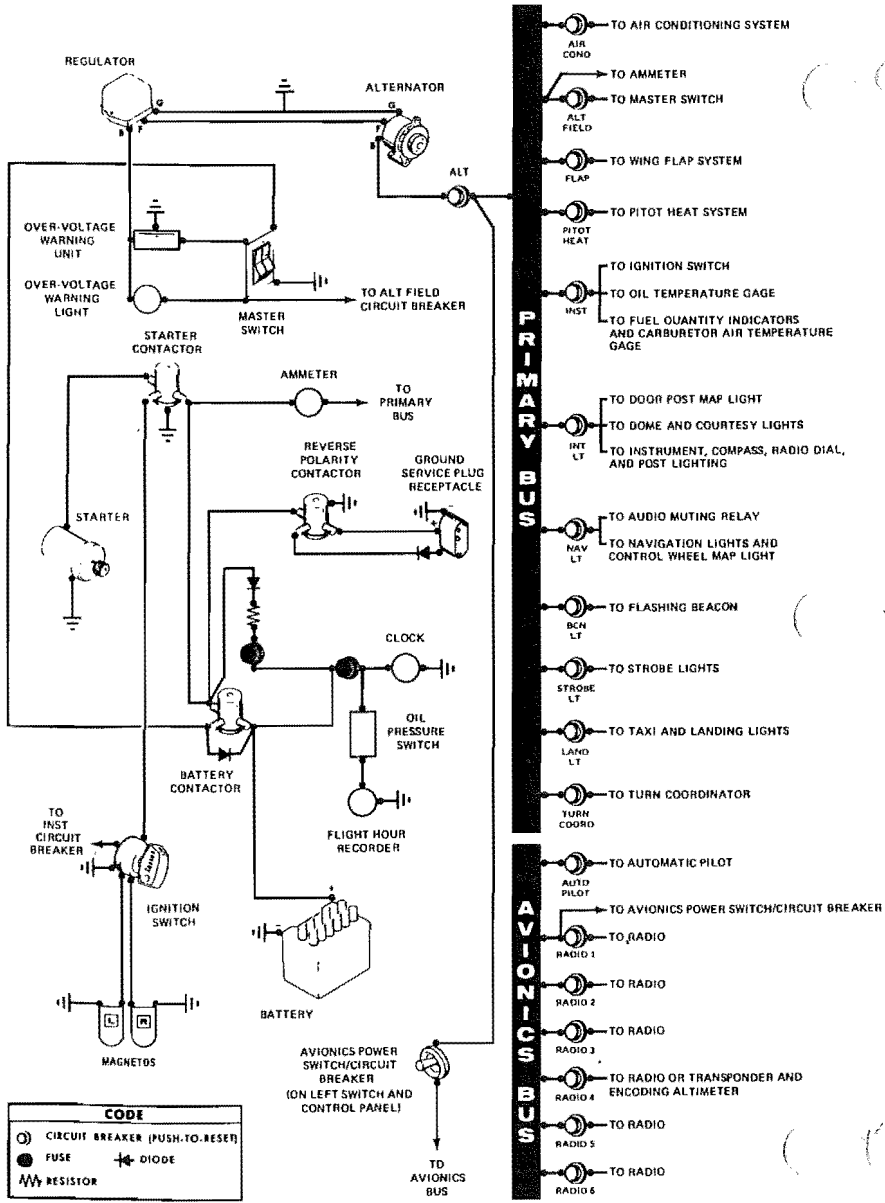 REGULATOR
G
F
B
ALTERNATOR
G
F
B
ALT
OVER-VOLTAGE
WARNING
UNIT
OVER-VOLTAGE
WARNING
LIGHT
MASTER
SWITCH
TO ALT FIELD
CIRCUIT BREAKER
STARTER
CONTACTOR
AMMETER
TO
PRIMARY
BUS
REVERSE
POLARITY
CONTACTOR
GROUND
SERVICE PLUG
RECEPTACLE
-
+
STARTER
CLOCK
OIL
PRESSURE
SWITCH
BATTERY
CONTACTOR
FLIGHT HOUR
RECORDER
TO
INST
CIRCUIT
BREAKER
IGNITION
SWITCH
+
-
BATTERY
L
R
MAGNETOS
AVIONICS POWER
SWITCH/CIRCUIT
BREAKER
(ON LEFT SWITCH AND
CONTROL PANEL)
TO
AVIONICS
BUS
CODE
CIRCUIT BREAKER (PUSH-TO-RESET)
FUSE
DIODE
RESISTOR
PRIMARY BUS
AIR
COND
TO AIR CONDITIONING SYSTEM
TO AMMETER
TO MASTER SWITCH
ALT
FIELD
TO WING FLAP SYSTEM
FLAP
TO PITOT HEAT SYSTEM
PITOT
HEAT
TO IGNITION SWITCH
TO OIL TEMPERATURE GAGE
INST
TO FUEL QUANTITY INDICATORS
AND CARBURETOR AIR TEMPERATURE
GAGE
TO DOOR POST MAP LIGHT
TO DOME AND COURTESY LIGHTS
INT
LT
TO INSTRUMENT, COMPASS, RADIO DIAL,
AND POST LIGHTING
TO AUDIO MUTING RELAY
NAV
LT
TO NAVIGATION LIGHTS AND
CONTROL WHEEL MAP LIGHT
TO FLASHING BEACON
BCN
LT
TO STROBE LIGHTS
STROBE
LT
TO TAXI AND LANDING LIGHTS
LAND
LT
TO TURN COORDINATOR
TURN
COORD
AVIONICS BUS
TO AUTOMATIC PILOT
AUTO
PILOT
TO AVIONICS POWER SWITCH/CIRCUIT BREAKER
TO RADIO
RADIO 1
TO RADIO
RADIO 2
TO RADIO
RADIO 3
TO RADIO OR TRANSPONDER AND
ENCODING ALTIMETER
RADIO 4
TO RADIO
RADIO 5
TO RADIO
RADIO 6